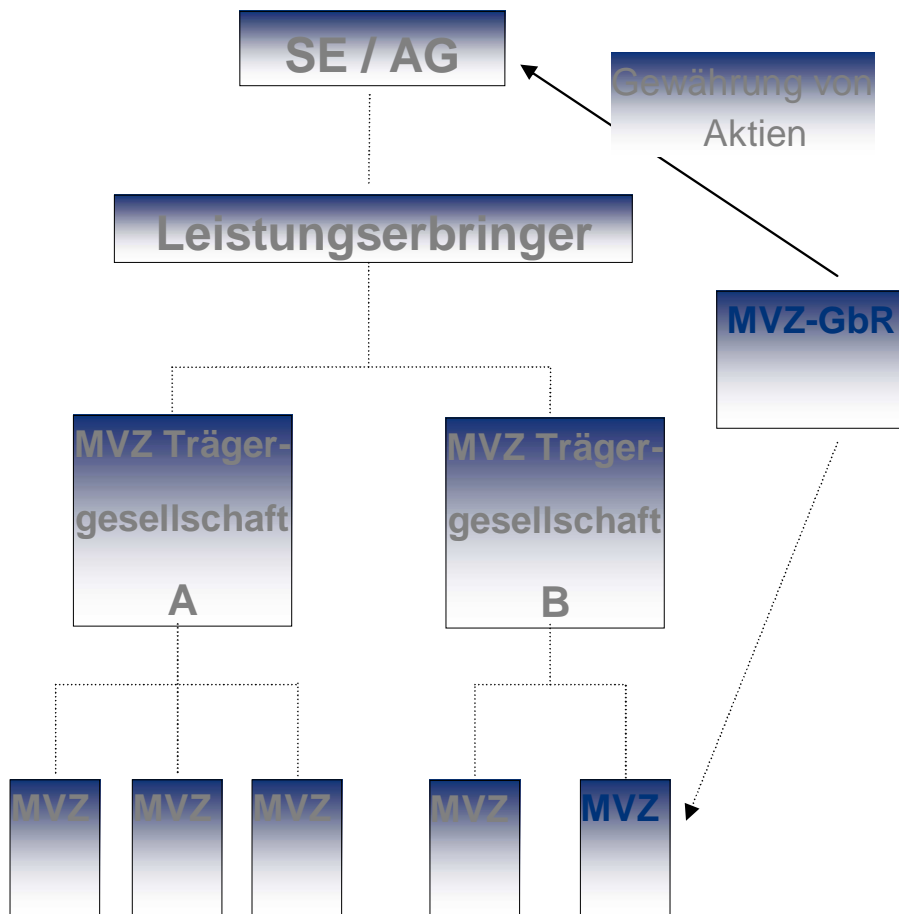 SE / AG
Gewährung von
Aktien
Leistungserbringer
MVZ-GbR
MVZ Träger-
gesellschaft
A
MVZ Träger-
gesellschaft
B
MVZ
MVZ
MVZ
MVZ
MVZ